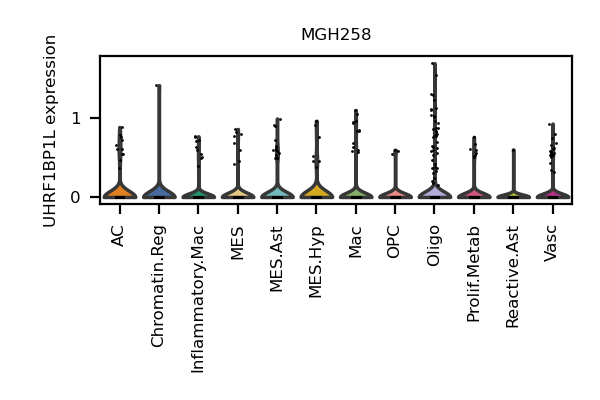 MGH258
UHRF1BP1L expression
1
0
AC
Chromatin.Reg
Inflammatory.Mac
MES
MES.Ast
MES.Hyp
Mac
OPC
Oligo
Prolif.Metab
Reactive.Ast
Vasc